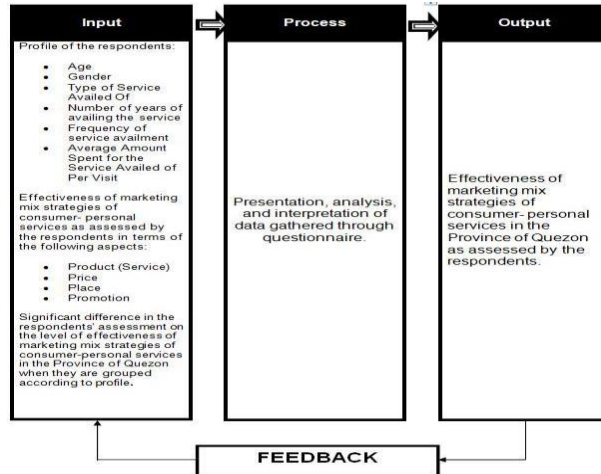 Input
Profile of the respondents:
• Age
• Gender
• Type of Service
Availed Of
• Number of years of
availing the service
• Frequency of
service availment
• Average Amount
Spent for the
Service Availed of
Per Visit
Effectiveness of marketing
mix strategies of
consumer- personal
services as assessed by
the respondents in terms of
the following aspects:
• Product (Service)
• Price
• Place
• Promotion
Significant difference in the
respondents' assessment on
the level of effectiveness of
marketing mix strategies of
consumer-personal services
in the Province of Quezon
when they are grouped
according to profile.
Process
Presentation, analysis,
and interpretation of
data gathered through
questionnaire.
Output
Effectiveness of
marketing mix
strategies of
consumer- personal
services in the
Province of Quezon
as assessed by the
respondents.
FEEDBACK